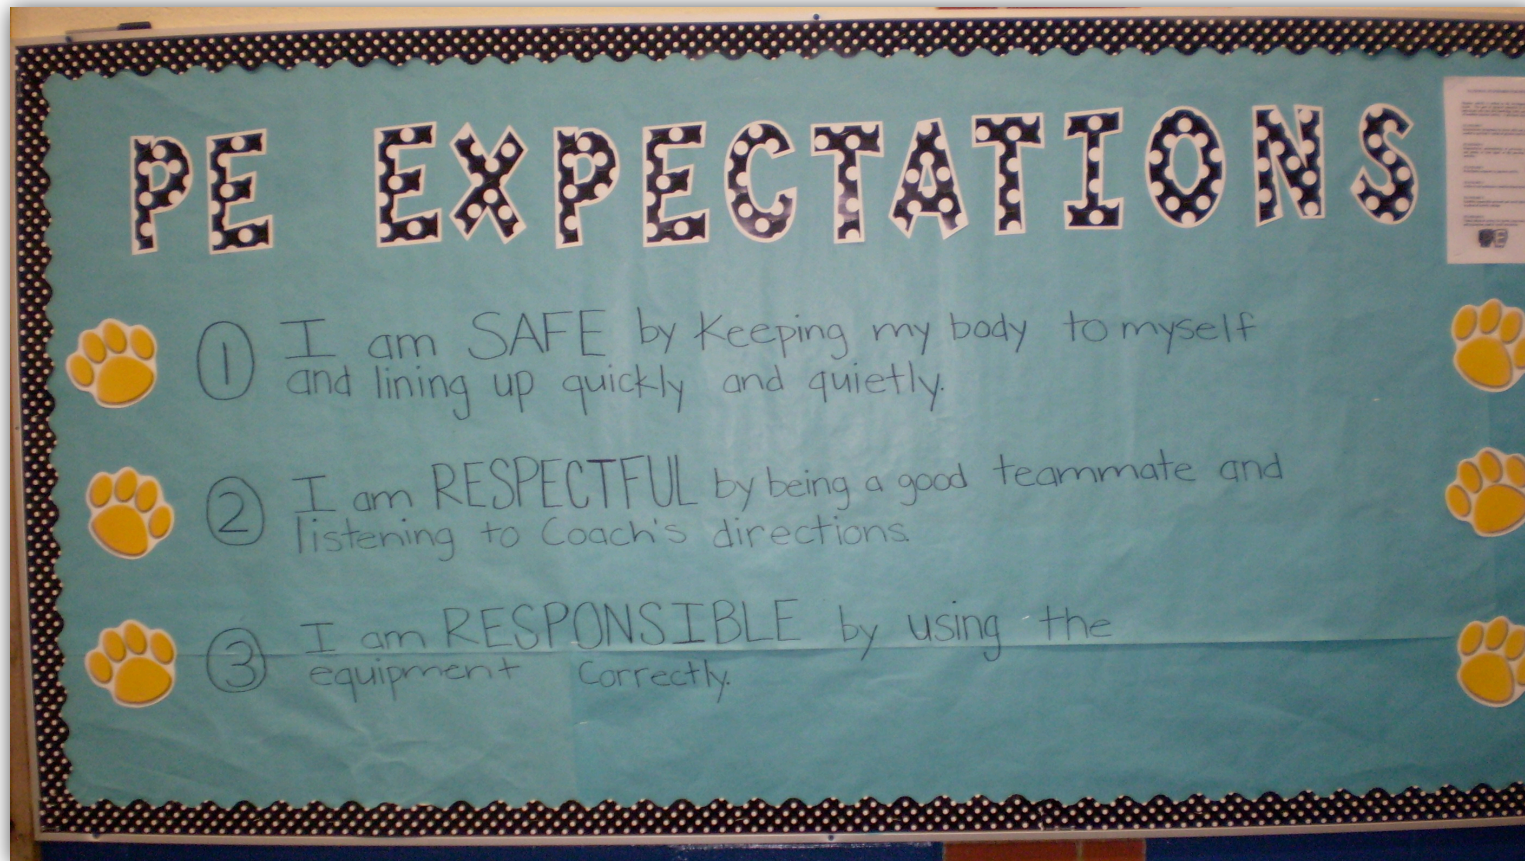 PE EXPECTATIONS
1 I am SAFE by keeping my body to myself
and lining up quickly and quietly.
2 I am RESPECTFUL by being a good teammate and
listening to Coach's directions.
3 I am RESPONSIBLE by using the
equipment correctly.